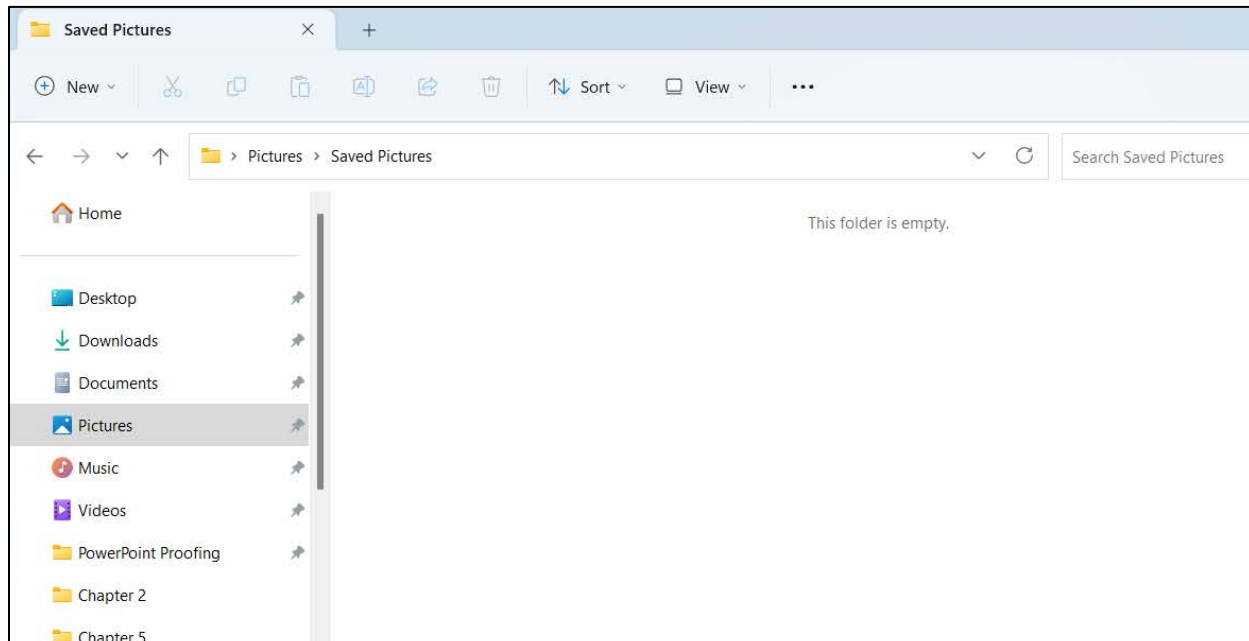 Saved Pictures
New
Sort
View
Pictures > Saved Pictures
Search Saved Pictures
Home
This folder is empty.
Desktop
Downloads
Documents
Pictures
Music
Videos
PowerPoint Proofing
Chapter 2
Chapter 5